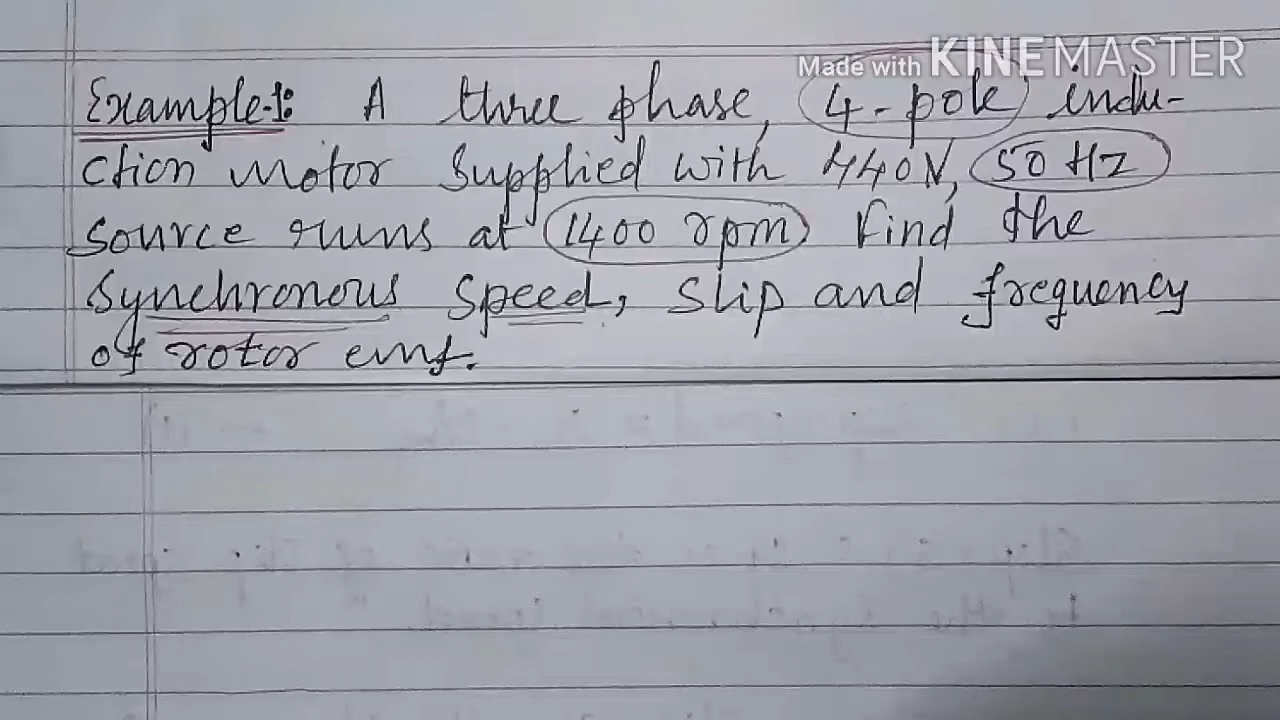 Made with KINEMASTER
Example-1: A three phase, 4-pole indu-
ction motor supplied with 440V, 50 Hz
source runs at 1400 rpm Find the
synchronous speed, slip and frequency
of rotor emf.